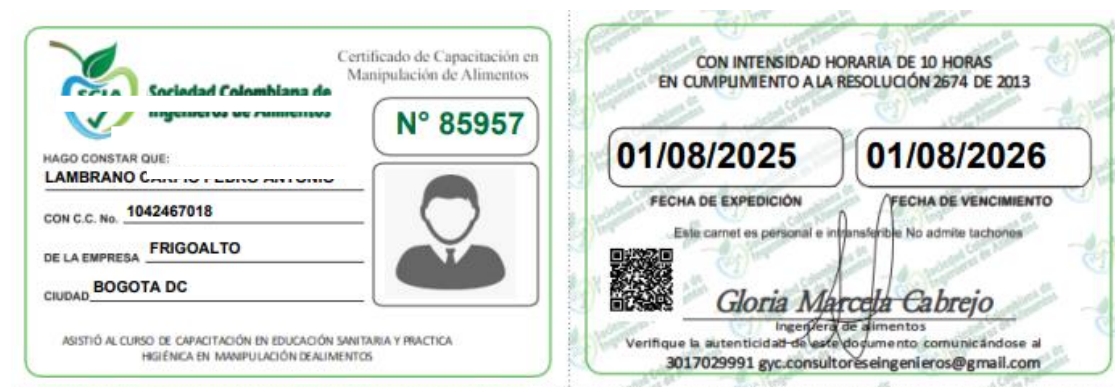 SCIA
Sociedad Colombiana de
Ingenieros de Alimentos
Certificado de Capacitación en
Manipulación de Alimentos
N° 85957
HAGO CONSTAR QUE:
LAMBRANO
CON C.C. No. 1042467018
DE LA EMPRESA FRIGOALTO
CIUDAD BOGOTA DC
ASISTIÓ AL CURSO DE CAPACITACIÓN EN EDUCACIÓN SANITARIA Y PRACTICA
HIGIÉNICA EN MANIPULACIÓN DEALIMENTOS
CON INTENSIDAD HORARIA DE 10 HORAS
EN CUMPLIMIENTO A LA RESOLUCIÓN 2674 DE 2013
01/08/2025 01/08/2026
FECHA DE EXPEDICIÓN FECHA DE VENCIMIENTO
Este carnet es personal e intransferible No admite tachones
Gloria Marcela Cabrejo
Ingeniera de alimentos
Verifique la autenticidad de este documento comunicándose al
3017029991 gyc.consultoreseingenieros@gmail.com